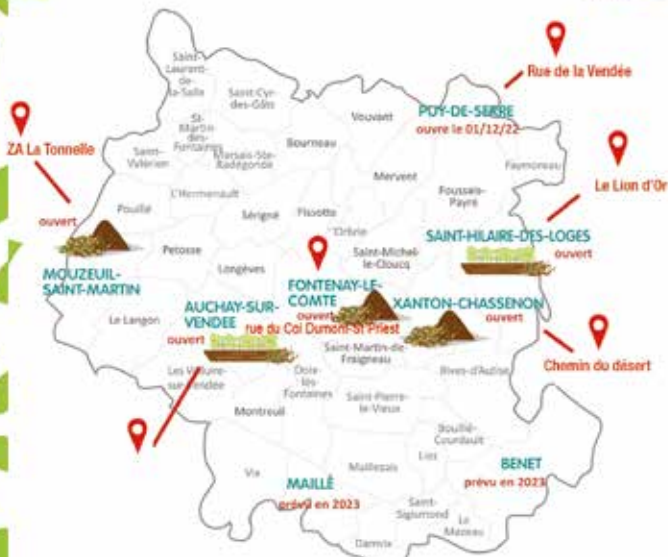 Rue de la Vendée
Saint-
Laurent-
de-
la-Salle
Saint-Cyr-
des-Gâts
Vouvant
PUY-DE-SERRE
ouvre le 01/12/22
ZA La Tonnelle
St-
Martin
des-
Fontaines
Bourneau
Saint-
Valérien
Marsais-Ste-
Radégonde
Faymoreau
Mervent
Le Lion d'Or
L'Hermenault
Foussais-
Payré
Pouillé
ouvert
Sérigné
Pissotte
L'Orbrie
SAINT-HILAIRE-DES-LOGES
ouvert
Petosse
Saint-Michel-
le-Cloucq
Longèves
MOUZEUIL-
SAINT-MARTIN
FONTENAY-LE-
COMTE
ouvert
XANTON-CHASSENON
ouvert
AUCHAY-SUR-
VENDEE
ouvert
rue du Col Dumont-St Priest
Le Langon
Saint-Martin-de-
Fraigneau
Chemin du désert
Les Velluire-
sur-Vendée
Doix-
lès-
Fontaines
Rives-d'Autise
Saint-Pierre-
le-Vieux
Montreuil
Bouillé-
Courdault
Liez
Vix
Maillezais
BENET
prévu en 2023
MAILLÉ
prévu en 2023
Saint-
Sigismond
Le
Mazeau
Damvix